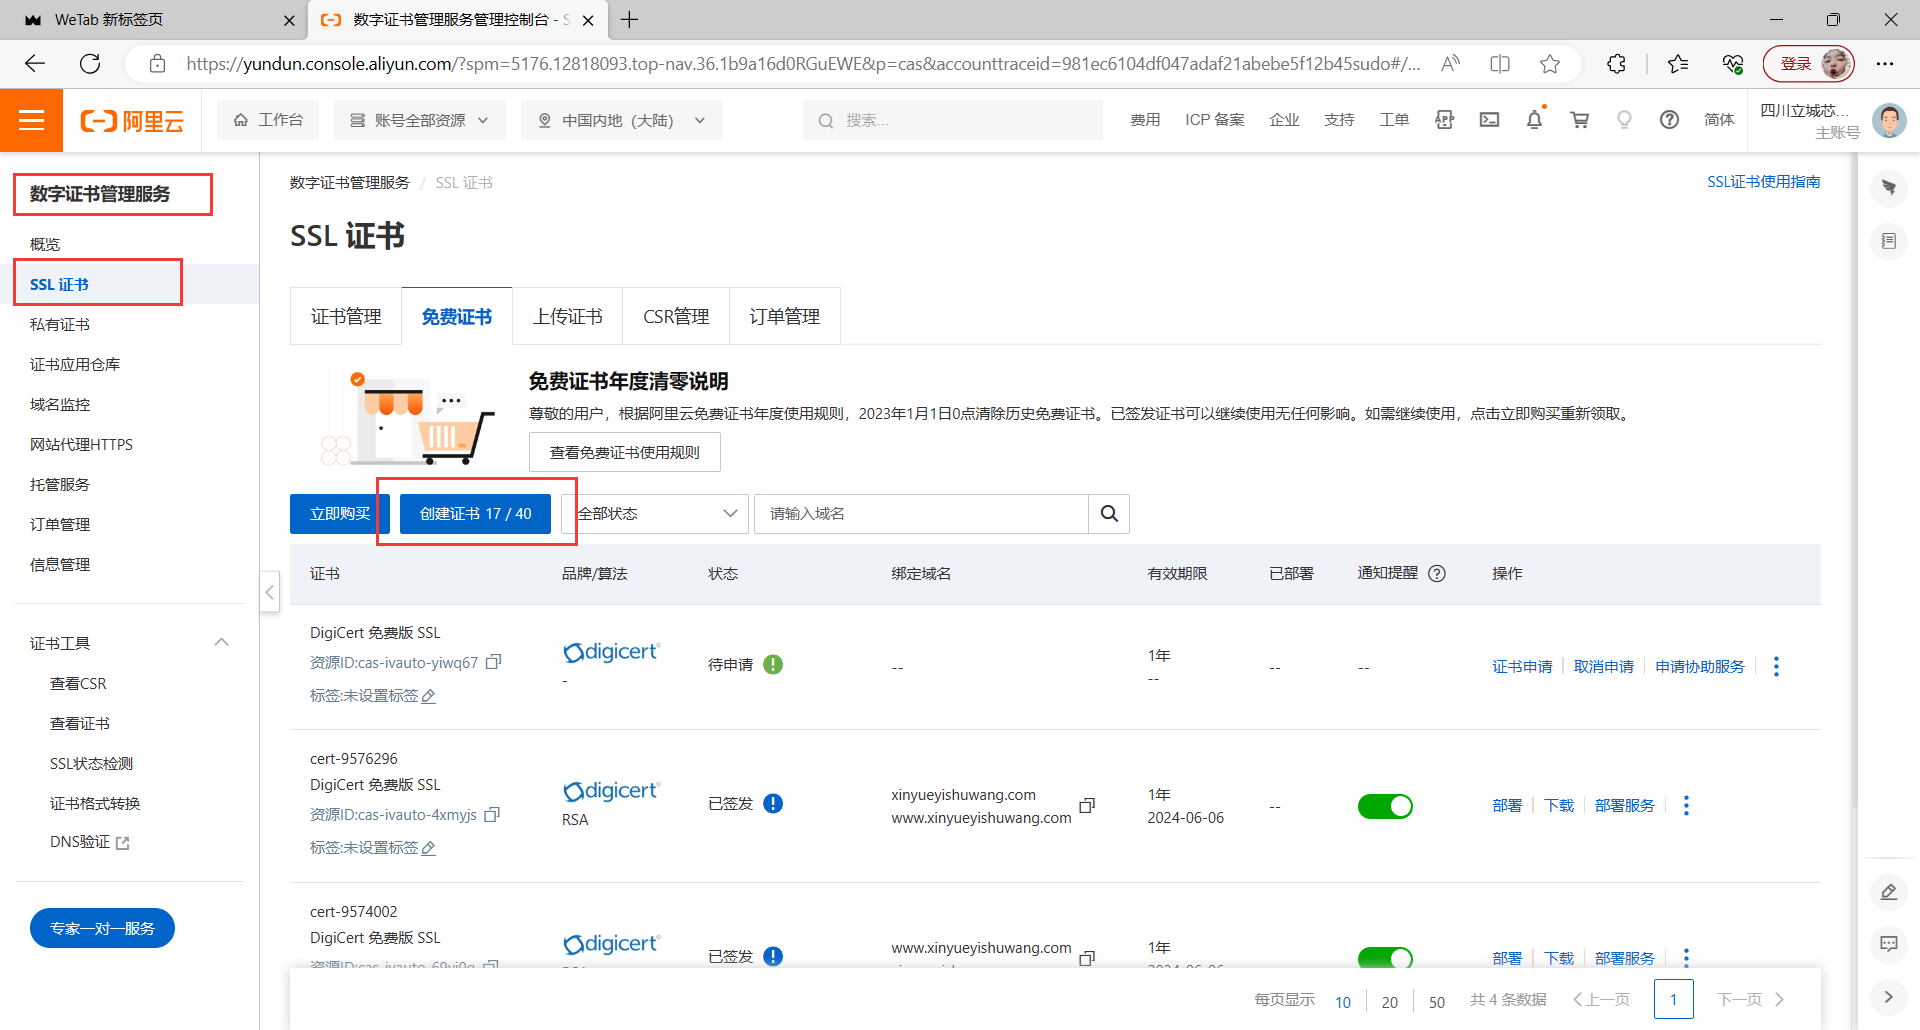 WeTab 新标签页
数字证书管理服务管理控制台 - S
https://yundun.console.aliyun.com/?spm=5176.12818093.top-nav.36.1b9a16d0RGuEWE&p=cas&accounttraceid=981ec6104df047adaf21abebe5f12b45sudo#/...
登录
阿里云
工作台
账号全部资源
中国内地（大陆）
搜索...
费用
ICP 备案
企业
支持
工单
简体
四川立城芯...
主账号
数字证书管理服务
概览
SSL 证书
私有证书
证书应用仓库
域名监控
网站代理HTTPS
托管服务
订单管理
信息管理
证书工具
查看CSR
查看证书
SSL状态检测
证书格式转换
DNS验证
专家一对一服务
数字证书管理服务 / SSL 证书
SSL证书使用指南
SSL 证书
证书管理
免费证书
上传证书
CSR管理
订单管理
免费证书年度清零说明
尊敬的用户，根据阿里云免费证书年度使用规则，2023年1月1日0点清除历史免费证书。已签发证书可以继续使用无任何影响。如需继续使用，点击立即购买重新领取。
查看免费证书使用规则
立即购买
创建证书 17 / 40
全部状态
请输入域名
证书
品牌/算法
状态
绑定域名
有效期限
已部署
通知提醒
操作
DigiCert 免费版 SSL
资源ID:cas-ivauto-yiwq67
标签:未设置标签
digicert
-
待申请
--
1年
--
--
--
证书申请
取消申请
申请协助服务
cert-9576296
DigiCert 免费版 SSL
资源ID:cas-ivauto-4xmyjs
标签:未设置标签
digicert
RSA
已签发
xinyueyishuwang.com
www.xinyueyishuwang.com
1年
2024-06-06
--
部署
下载
部署服务
cert-9574002
DigiCert 免费版 SSL
digicert
已签发
www.xinyueyishuwang.com
1年
部署
下载
部署服务
每页显示
10
20
50
共 4 条数据
上一页
1
下一页